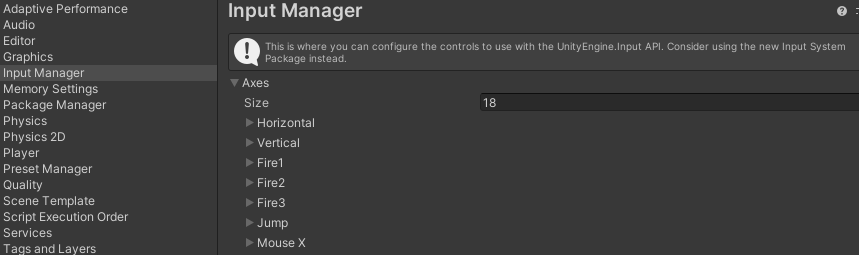 Adaptive Performance
Audio
Editor
Graphics
Input Manager
Memory Settings
Package Manager
Physics
Physics 2D
Player
Preset Manager
Quality
Scene Template
Script Execution Order
Services
Tags and Layers
Input Manager
This is where you can configure the controls to use with the UnityEngine.Input API. Consider using the new Input System
Package instead.
Axes
Size 18
Horizontal
Vertical
Fire1
Fire2
Fire3
Jump
Mouse X